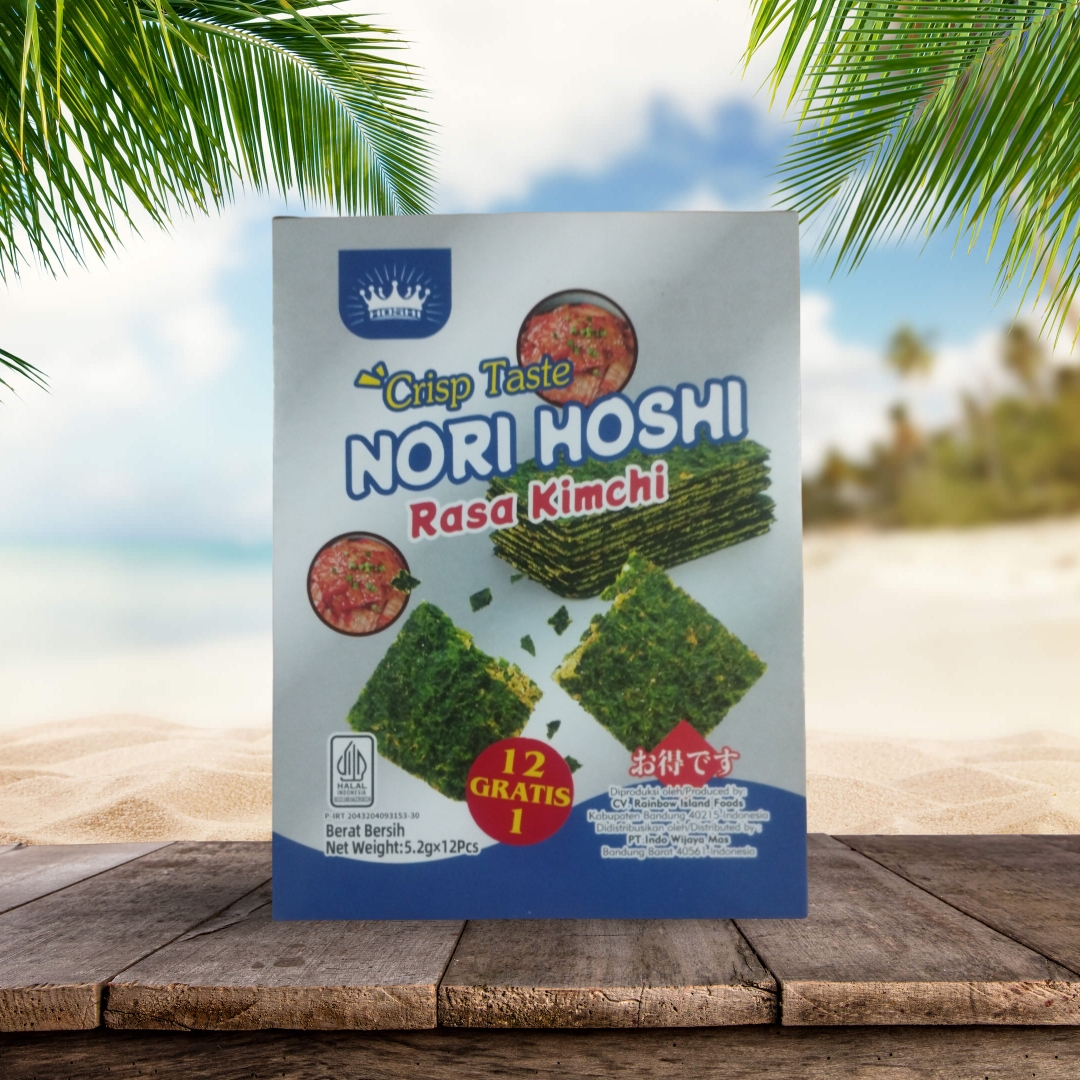 HOSHI
Crisp Taste
NORI HOSHI
Rasa Kimchi
HALAL
INDONESIA
P-IRT 2043204093153-30
Berat Bersih
Net Weight:5.2g×12Pcs
12
GRATIS
1
お得です
Diproduksi oleh/Produced by
CV. Rainbow Island Foods
Kabupaten Bandung 40215 Indonesia
Didistribusikan oleh/Distributed by
PT Indo Wijaya Mas
Bandung Barat 40561 Indonesia